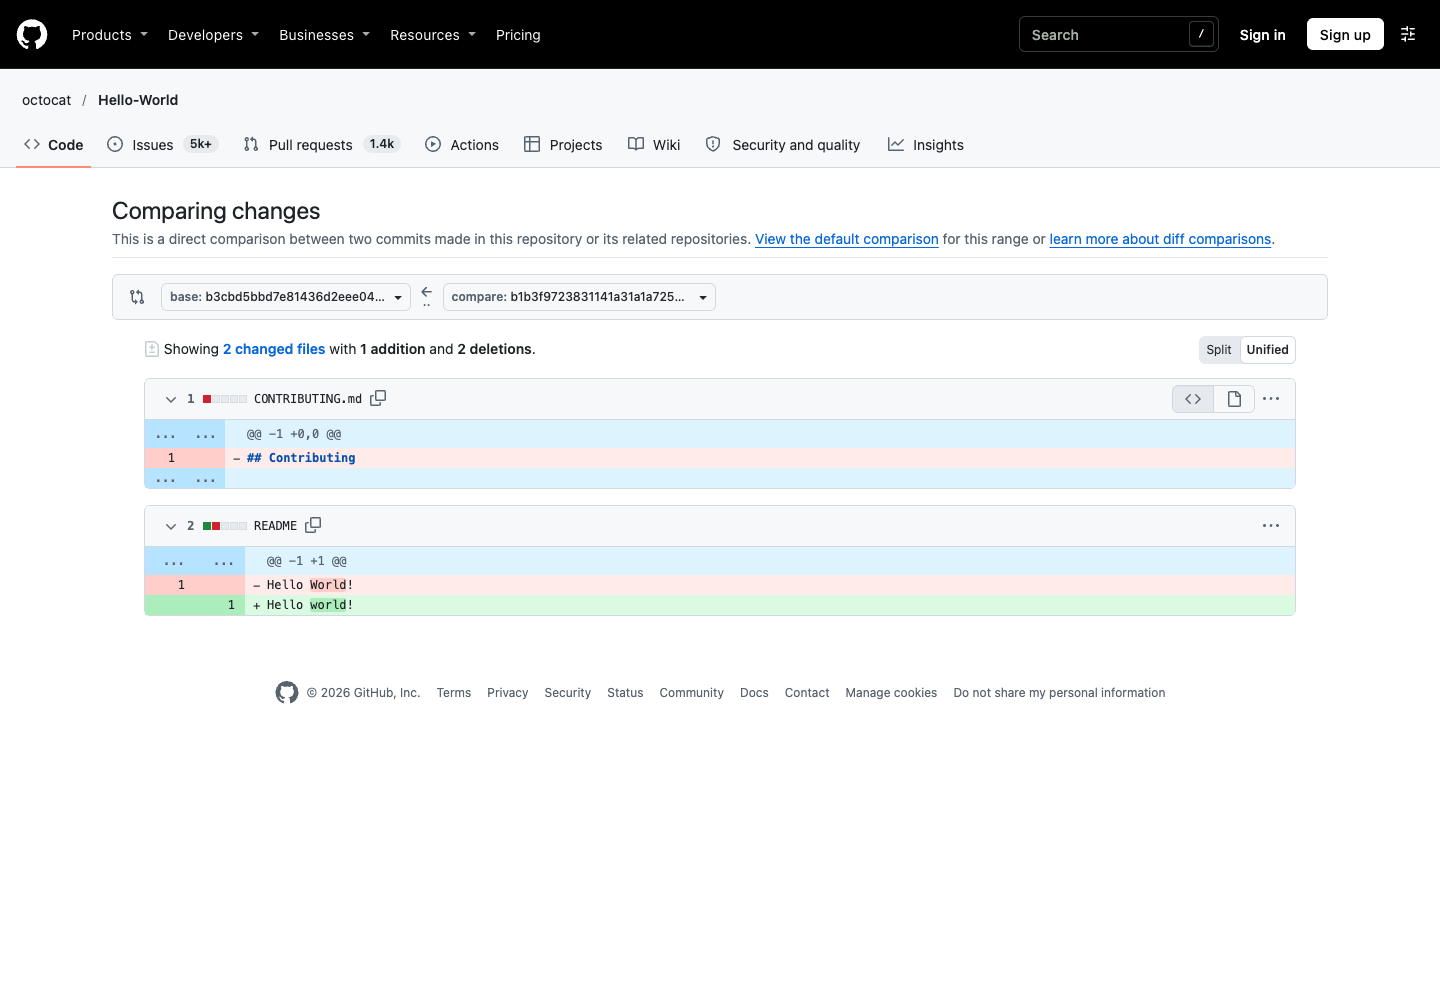 Products Developers Businesses Resources Pricing Search / Sign in Sign up
octocat / Hello-World
Code Issues 5k+ Pull requests 1.4k Actions Projects Wiki Security and quality Insights
Comparing changes
This is a direct comparison between two commits made in this repository or its related repositories. View the default comparison for this range or learn more about diff comparisons.
base: b3cbd5bbd7e81436d2eee04... .. compare: b1b3f9723831141a31a1a725...
Showing 2 changed files with 1 addition and 2 deletions. Split Unified
1 CONTRIBUTING.md
... ... @@ -1 +0,0 @@
1 - ## Contributing
... ...
2 README
... ... @@ -1 +1 @@
1 - Hello World!
1 + Hello world!
© 2026 GitHub, Inc. Terms Privacy Security Status Community Docs Contact Manage cookies Do not share my personal information